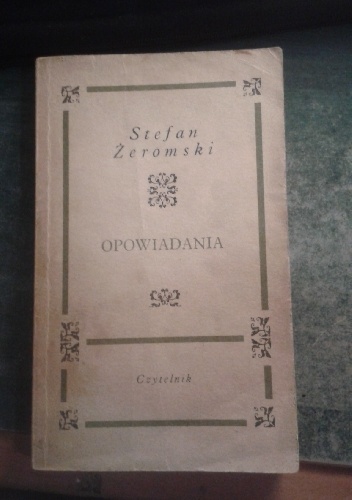 Stefan
Żeromski
OPOWIADANIA
Czytelnik